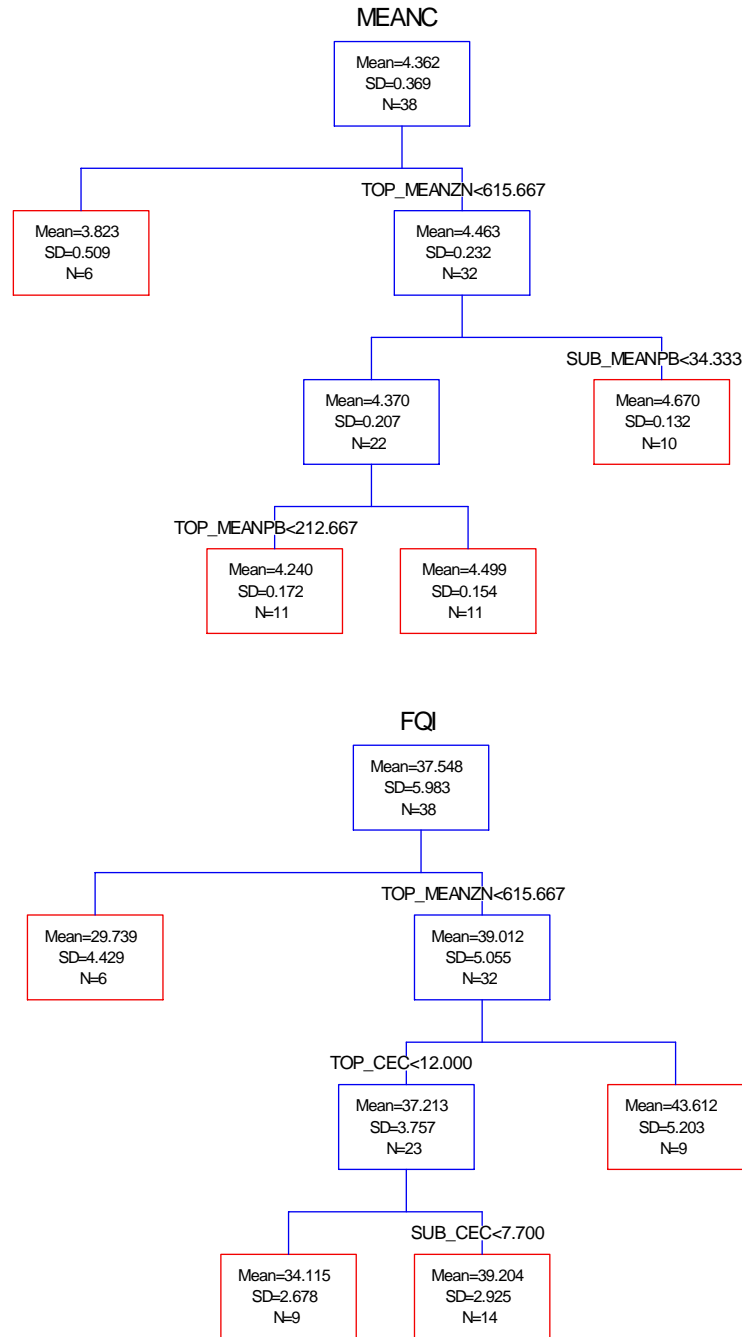 MEANC
Mean=4.362
SD=0.369
N=38
TOP_MEANZN<615.667
Mean=3.823
SD=0.509
N=6
Mean=4.463
SD=0.232
N=32
SUB_MEANPB<34.333
Mean=4.370
SD=0.207
N=22
Mean=4.670
SD=0.132
N=10
TOP_MEANPB<212.667
Mean=4.240
SD=0.172
N=11
Mean=4.499
SD=0.154
N=11
FQI
Mean=37.548
SD=5.983
N=38
TOP_MEANZN<615.667
Mean=29.739
SD=4.429
N=6
Mean=39.012
SD=5.055
N=32
TOP_CEC<12.000
Mean=37.213
SD=3.757
N=23
Mean=43.612
SD=5.203
N=9
SUB_CEC<7.700
Mean=34.115
SD=2.678
N=9
Mean=39.204
SD=2.925
N=14